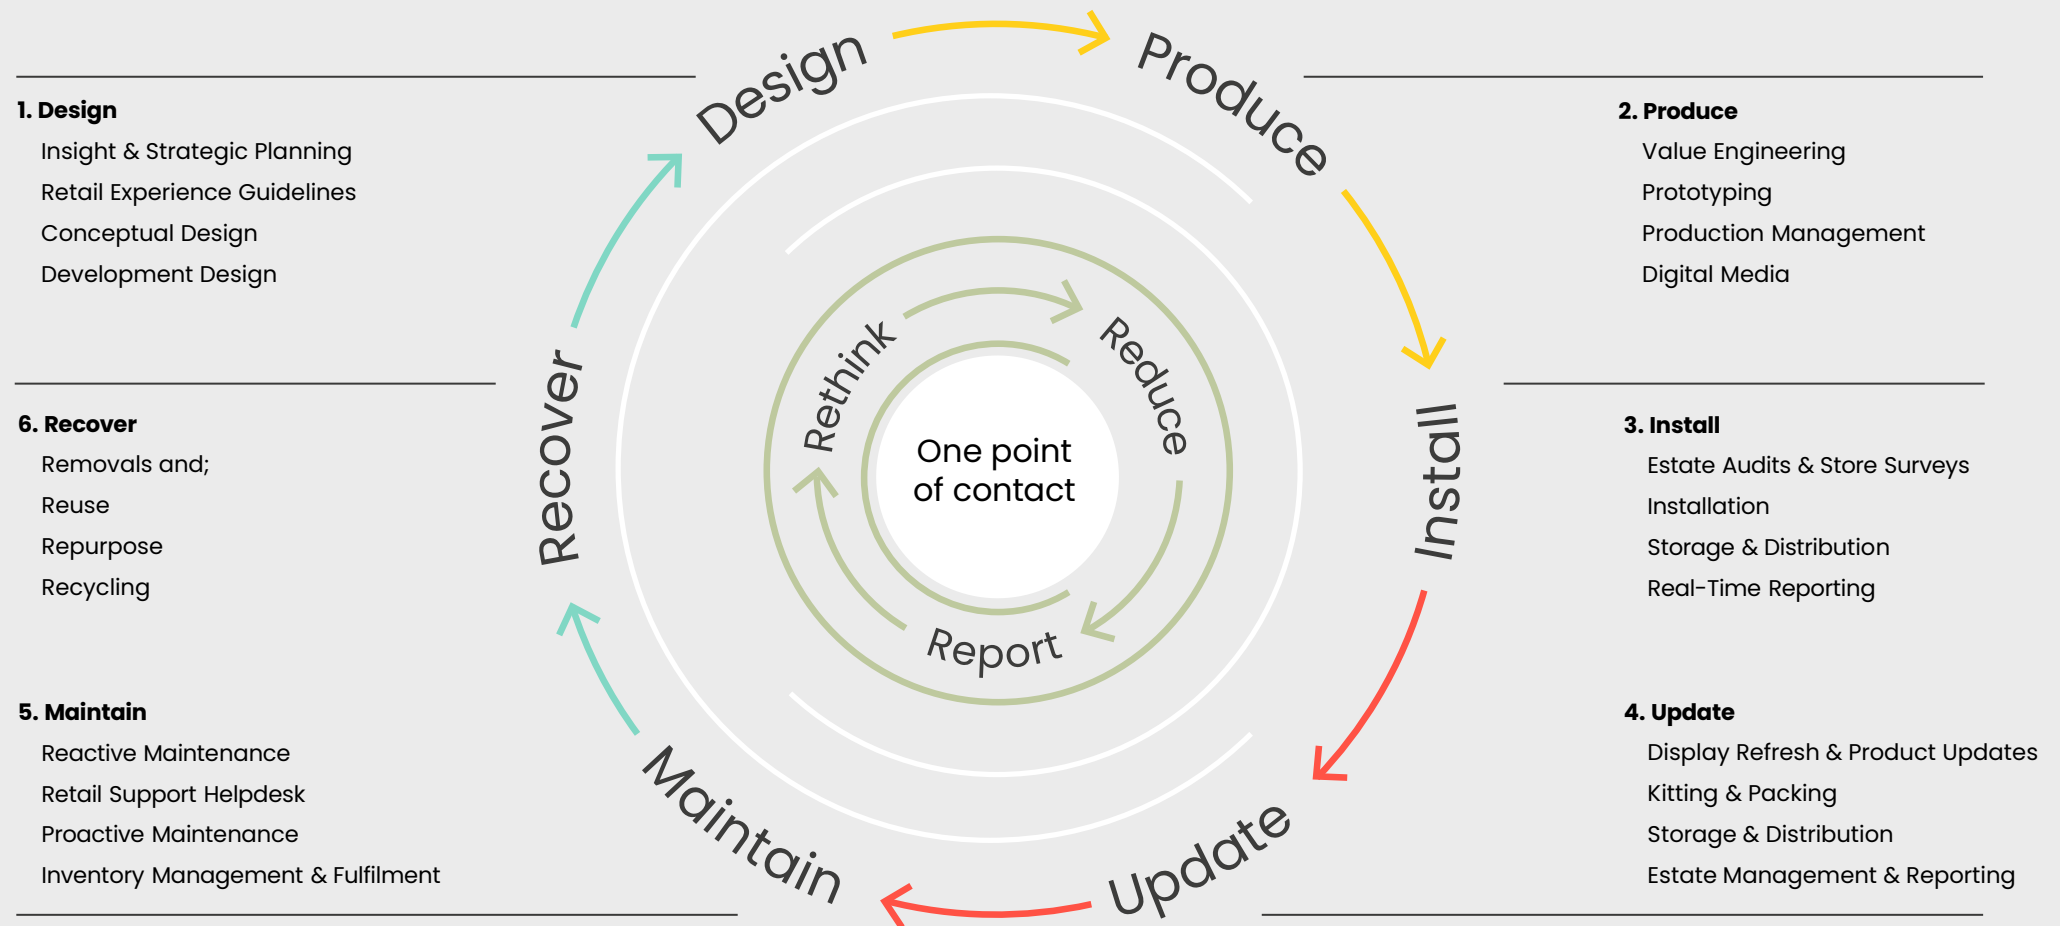 Design
Produce
Install
Update
Maintain
Recover
Rethink
Reduce
Report
One point
of contact
1. Design
Insight & Strategic Planning
Retail Experience Guidelines
Conceptual Design
Development Design
2. Produce
Value Engineering
Prototyping
Production Management
Digital Media
3. Install
Estate Audits & Store Surveys
Installation
Storage & Distribution
Real-Time Reporting
4. Update
Display Refresh & Product Updates
Kitting & Packing
Storage & Distribution
Estate Management & Reporting
5. Maintain
Reactive Maintenance
Retail Support Helpdesk
Proactive Maintenance
Inventory Management & Fulfilment
6. Recover
Removals and;
Reuse
Repurpose
Recycling